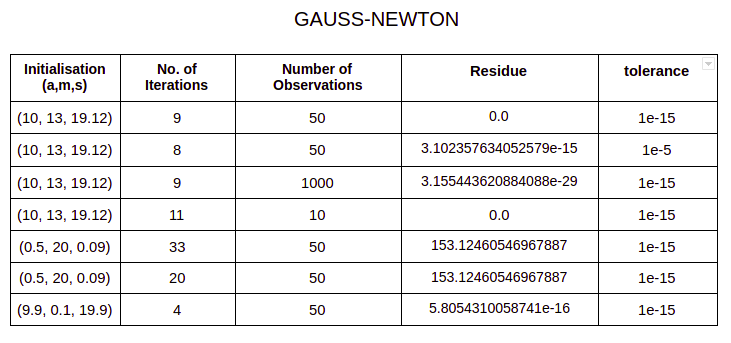 GAUSS-NEWTON
Initialisation (a,m,s) No. of Iterations Number of Observations Residue tolerance
(10, 13, 19.12) 9 50 0.0 1e-15
(10, 13, 19.12) 8 50 3.102357634052579e-15 1e-5
(10, 13, 19.12) 9 1000 3.155443620884088e-29 1e-15
(10, 13, 19.12) 11 10 0.0 1e-15
(0.5, 20, 0.09) 33 50 153.12460546967887 1e-15
(0.5, 20, 0.09) 20 50 153.12460546967887 1e-15
(9.9, 0.1, 19.9) 4 50 5.8054310058741e-16 1e-15